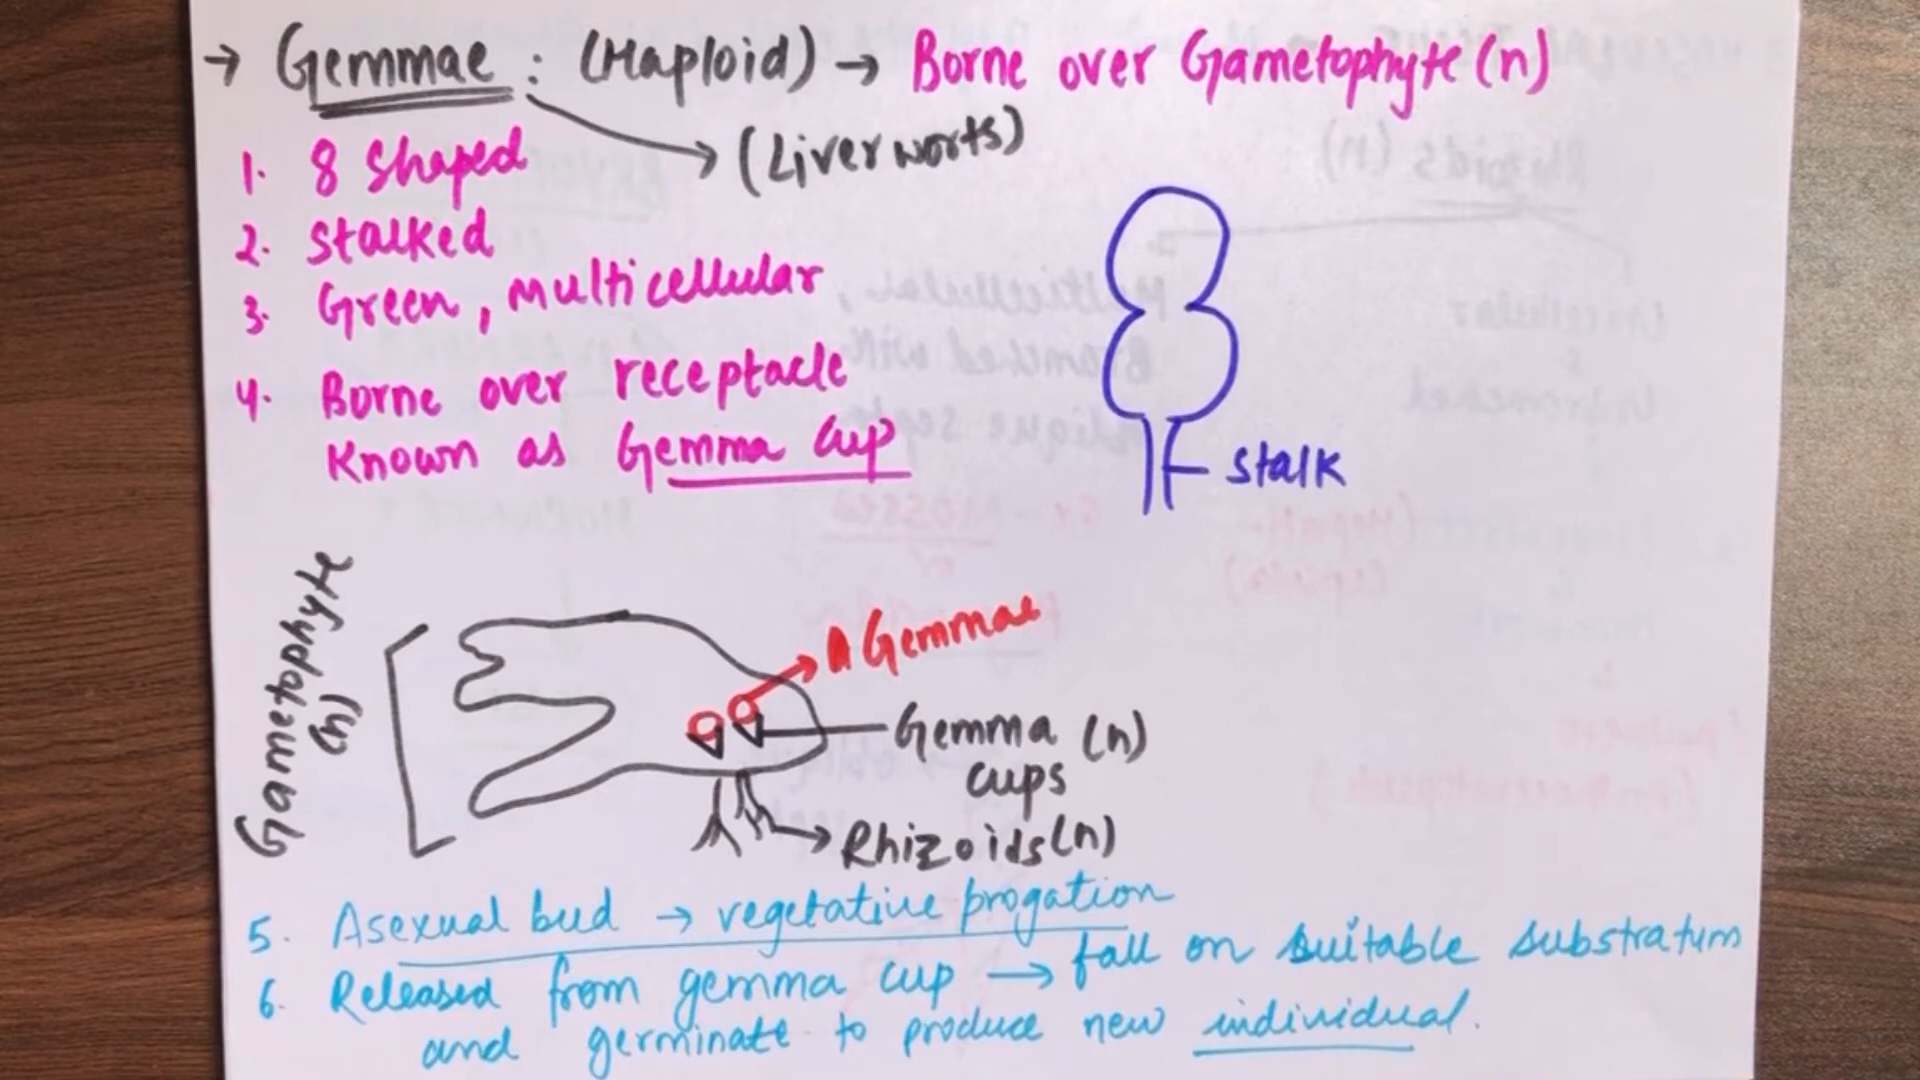 → Gemmae : (Haploid) → Borne over Gametophyte (n)
→ (Liverworts)
1. 8 Shaped
2. Stalked
3. Green, Multicellular
4. Borne over receptacle
Known as Gemma Cup
Stalk
Gametophyte
(n)
Gemmae
Gemma (n)
cups
Rhizoids (n)
5. Asexual bud → vegetative progation
6. Released from gemma cup → fall on suitable substratum
and germinate to produce new individual.